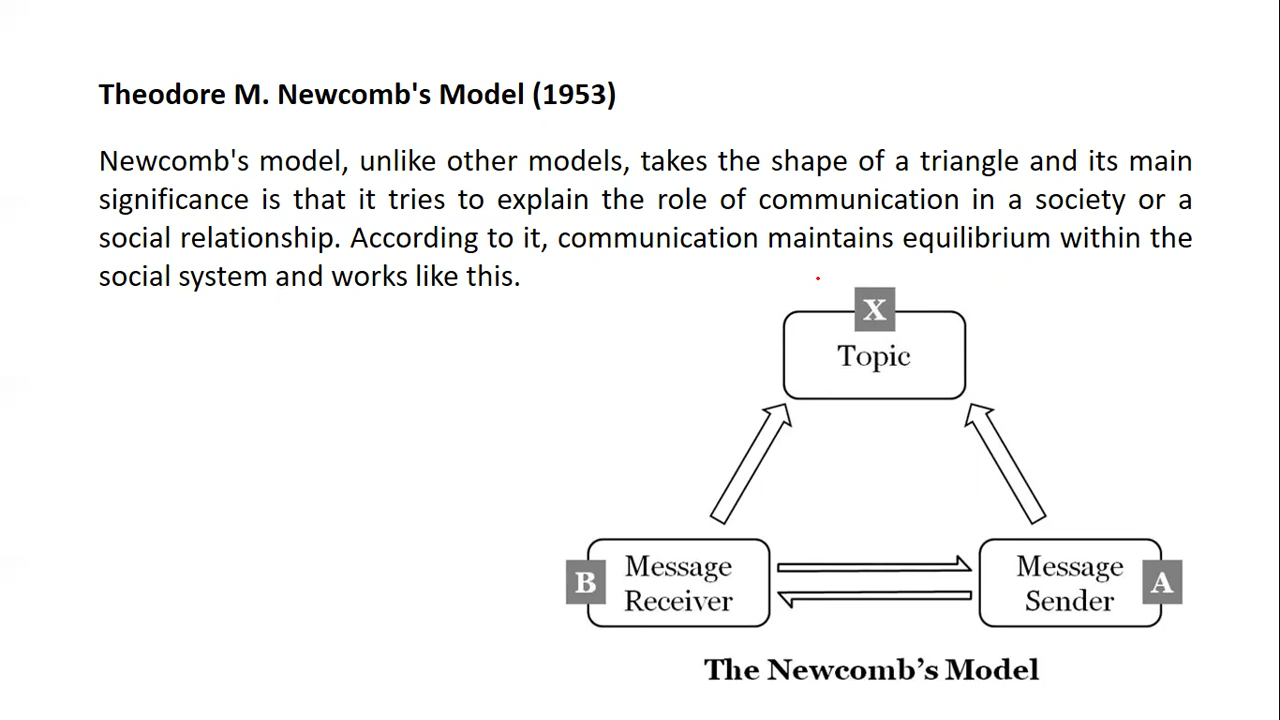 Theodore M. Newcomb's Model (1953)
Newcomb's model, unlike other models, takes the shape of a triangle and its main
significance is that it tries to explain the role of communication in a society or a
social relationship. According to it, communication maintains equilibrium within the
social system and works like this.
X
Topic
B
Message
Receiver
Message
Sender
A
The Newcomb’s Model